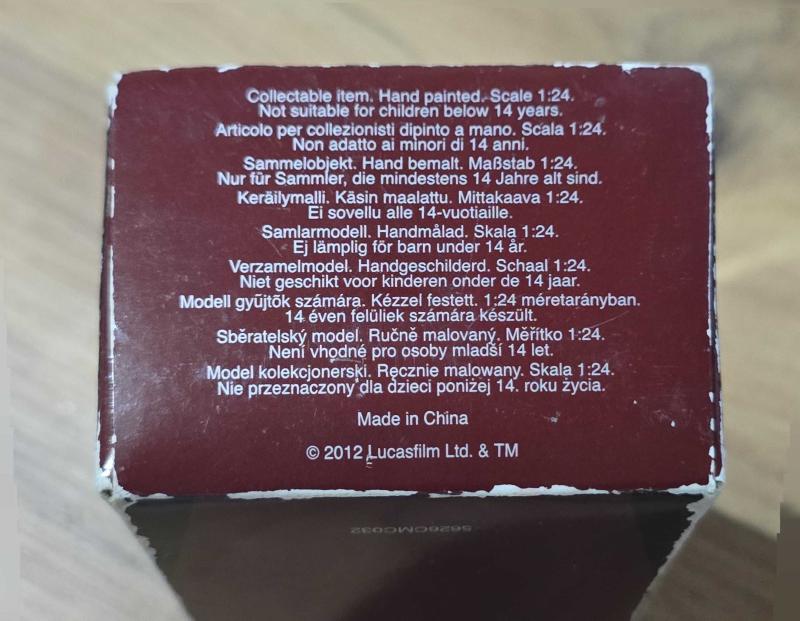 Collectable item. Hand painted. Scale 1:24.
Not suitable for children below 14 years.
Articolo per collezionisti dipinto a mano. Scala 1:24.
Non adatto ai minori di 14 anni.
Sammelobjekt. Hand bemalt. Maßstab 1:24.
Nur für Sammler, die mindestens 14 Jahre alt sind.
Keräilymalli. Käsin maalattu. Mittakaava 1:24.
Ei sovellu alle 14-vuotiaille.
Samlarmodell. Handmålad. Skala 1:24.
Ej lämplig för barn under 14 år.
Verzamelmodel. Handgeschilderd. Schaal 1:24.
Niet geschikt voor kinderen onder de 14 jaar.
Modell gyűjtők számára. Kézzel festett. 1:24 méretarányban.
14 éven felüliek számára készült.
Sběratelský model. Ručně malovaný. Měřítko 1:24.
Není vhodné pro osoby mladší 14 let.
Model kolekcjonerski. Ręcznie malowany. Skala 1:24.
Nie przeznaczony dla dzieci poniżej 14. roku życia.
Made in China
© 2012 Lucasfilm Ltd. & TM
5626CMC032